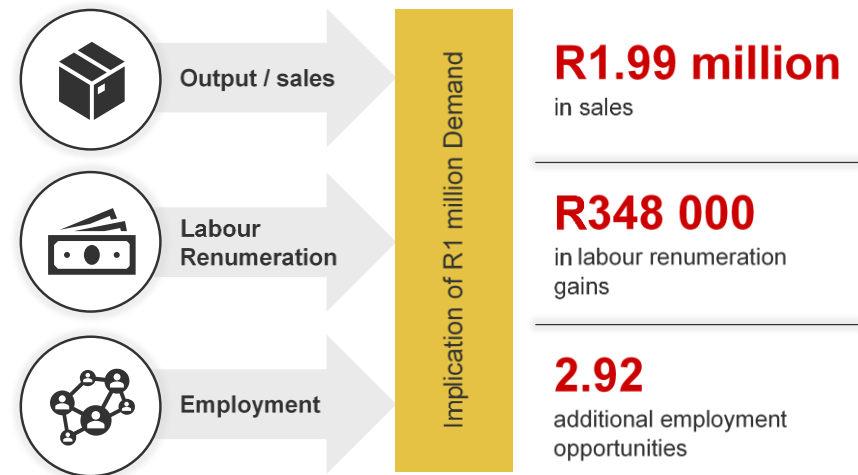 Output / sales
Implication of R1 million Demand
R1.99 million
in sales
Labour
Renumeration
R348 000
in labour renumeration
gains
Employment
2.92
additional employment
opportunities